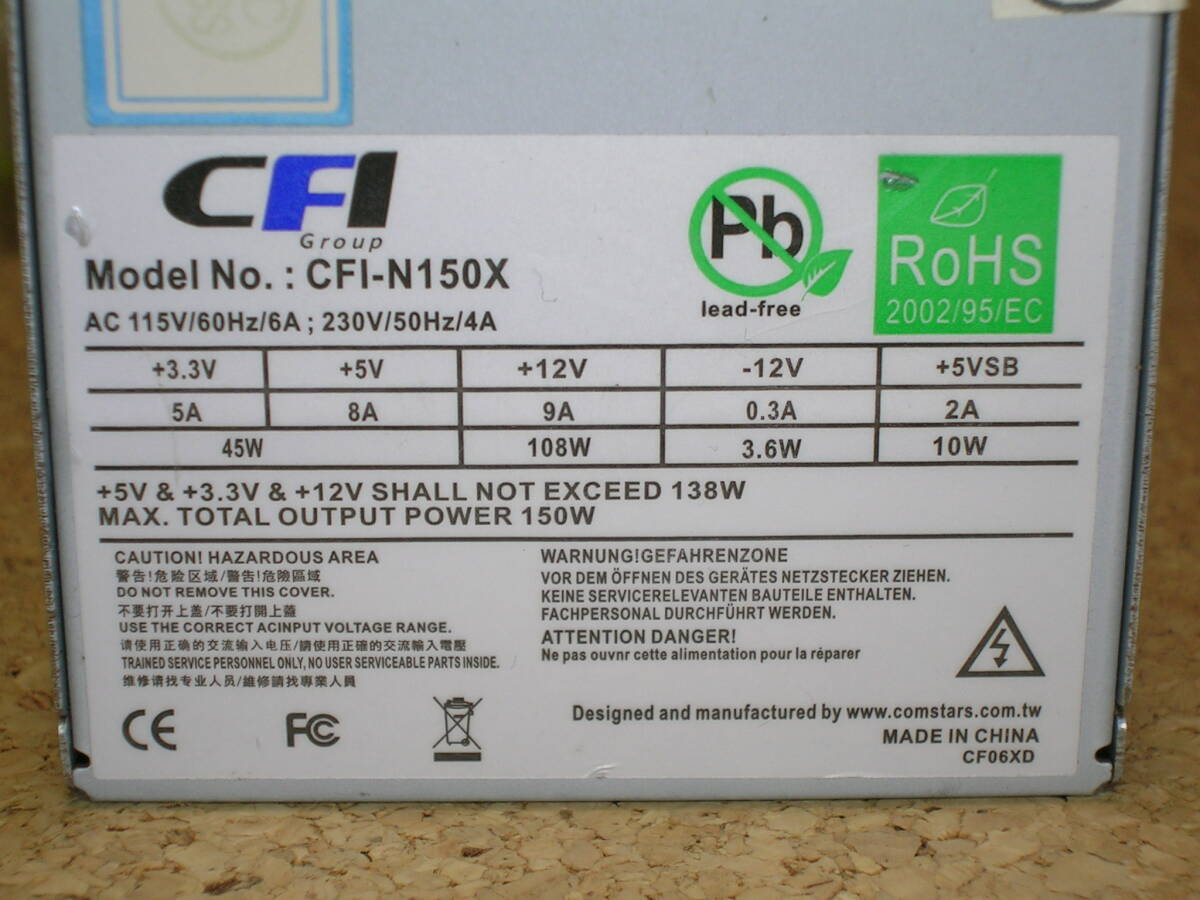 CFI
Group
Model No. : CFI-N150X
AC 115V/60Hz/6A ; 230V/50Hz/4A
Pb
lead-free
RoHS
2002/95/EC
+3.3V +5V +12V -12V +5VSB
5A 8A 9A 0.3A 2A
45W 108W 3.6W 10W
+5V & +3.3V & +12V SHALL NOT EXCEED 138W
MAX. TOTAL OUTPUT POWER 150W
CAUTION! HAZARDOUS AREA
警告!危险区域/警告!危險區域
DO NOT REMOVE THIS COVER.
不要打开上盖/不要打開上蓋
USE THE CORRECT ACINPUT VOLTAGE RANGE.
请使用正确的交流输入电压/請使用正確的交流輸入電壓
TRAINED SERVICE PERSONNEL ONLY, NO USER SERVICEABLE PARTS INSIDE.
维修请找专业人员/維修請找專業人員
WARNUNG!GEFAHRENZONE
VOR DEM ÖFFNEN DES GERÄTES NETZSTECKER ZIEHEN.
KEINE SERVICERELEVANTEN BAUTEILE ENTHALTEN.
FACHPERSONAL DURCHFÜHRT WERDEN.
ATTENTION DANGER!
Ne pas ouvnr cette alimentation pour la réparer
CE FC
Designed and manufactured by www.comstars.com.tw
MADE IN CHINA
CF06XD